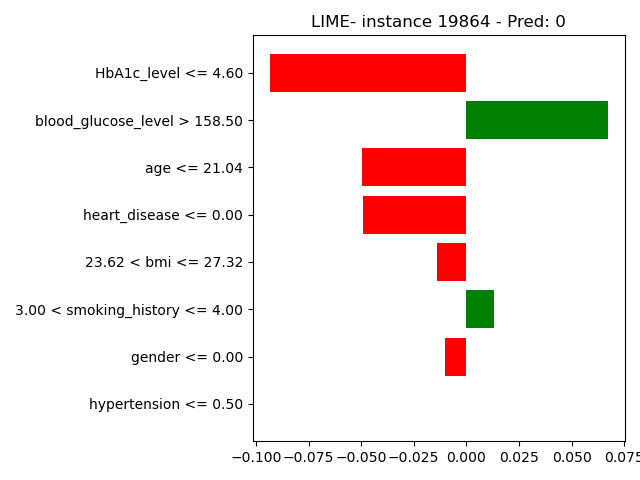 LIME- instance 19864 - Pred: 0
HbA1c_level <= 4.60
blood_glucose_level > 158.50
age <= 21.04
heart_disease <= 0.00
23.62 < bmi <= 27.32
3.00 < smoking_history <= 4.00
gender <= 0.00
hypertension <= 0.50
−0.100 −0.075 −0.050 −0.025 0.000 0.025 0.050 0.075